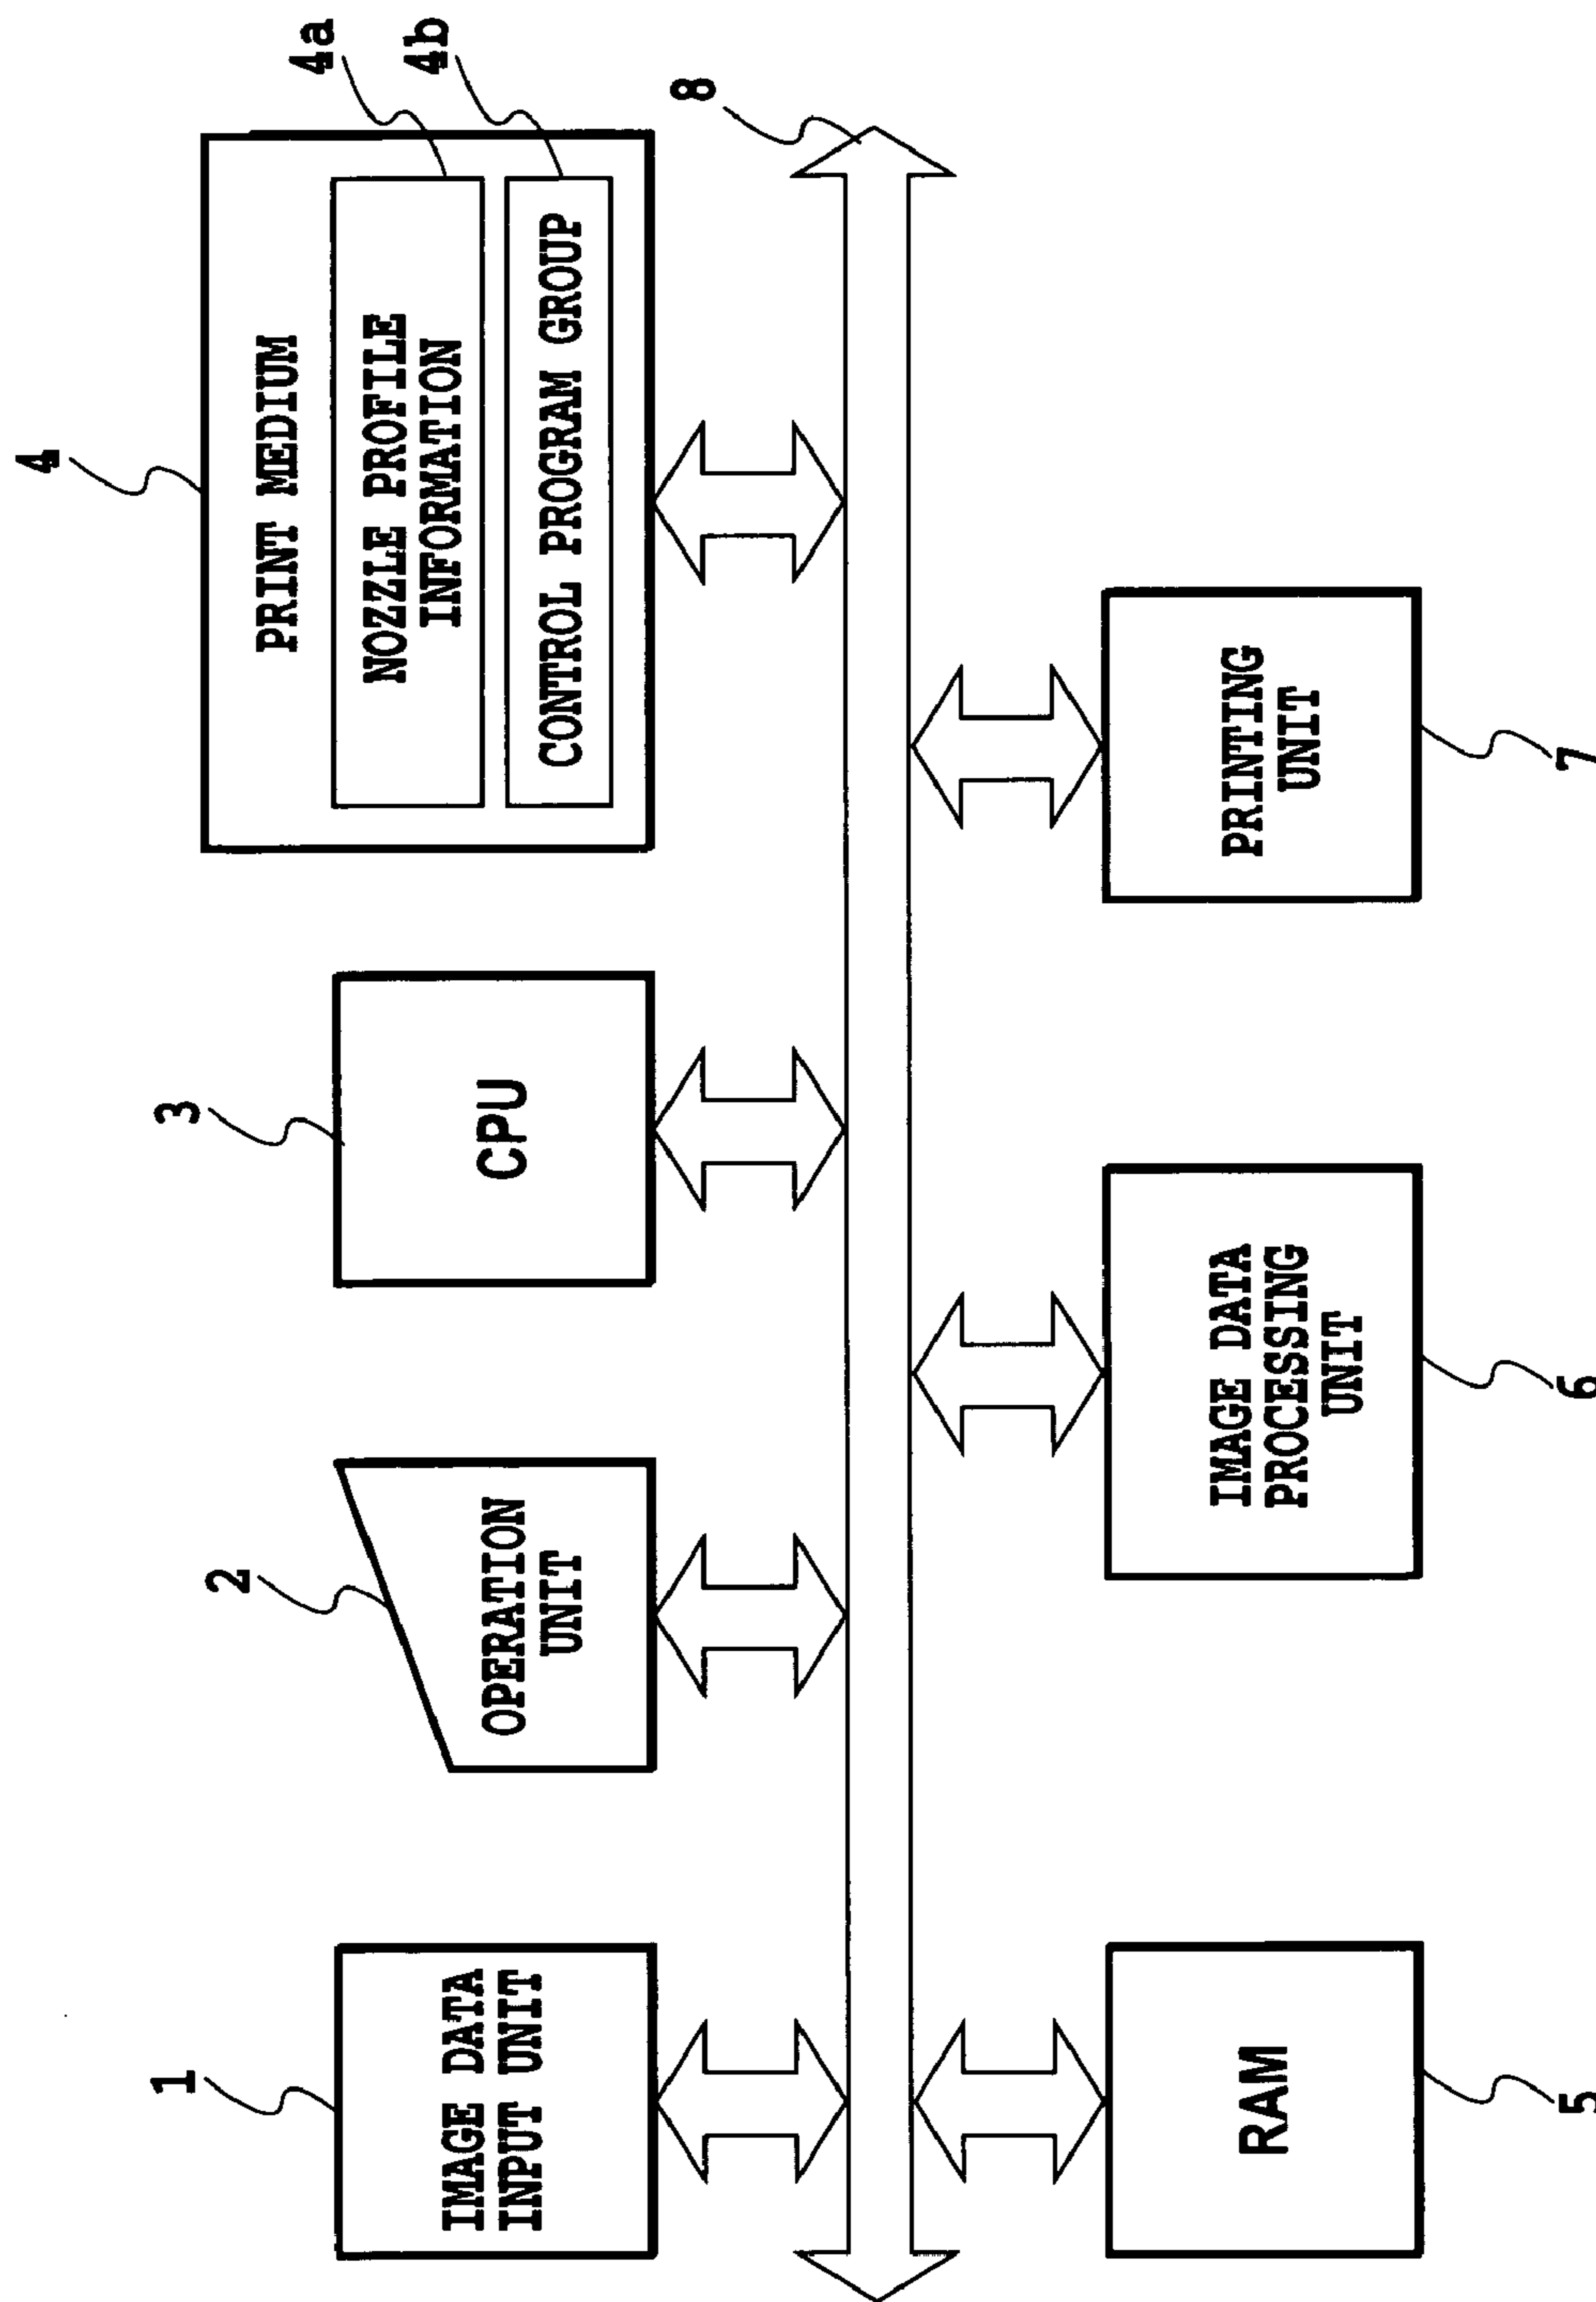 4
4a
4b
PRINT MEDIUM
NOZZLE PROFILE
INFORMATION
CONTROL PROGRAM GROUP
3
CPU
2
OPERATION
UNIT
1
IMAGE DATA
INPUT UNIT
8
RAM
5
IMAGE DATA
PROCESSING
UNIT
6
PRINTING
UNIT
7